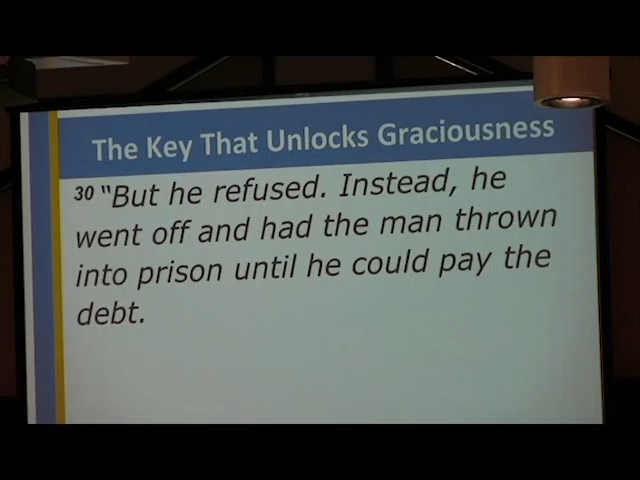 The Key That Unlocks Graciousness
30 "But he refused. Instead, he
went off and had the man thrown
into prison until he could pay the
debt.